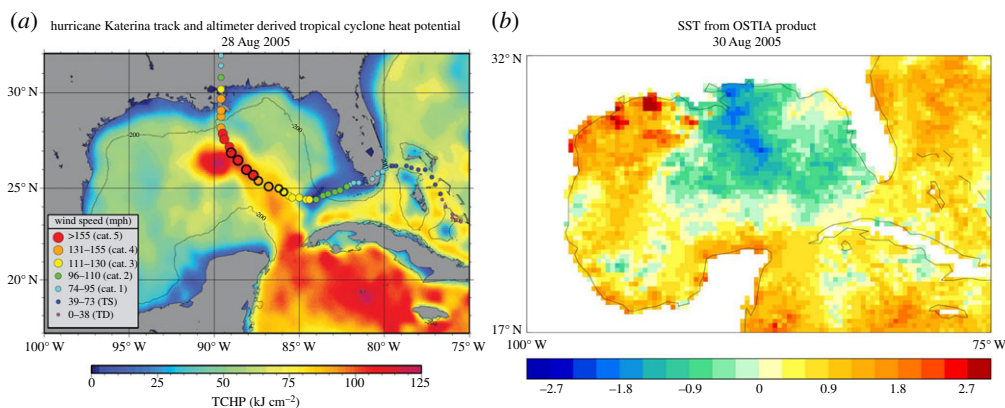 (a)
hurricane Katerina track and altimeter derived tropical cyclone heat potential
28 Aug 2005
30° N
25° N
20° N
-200
-200
wind speed (mph)
>155 (cat. 5)
131–155 (cat. 4)
111–130 (cat. 3)
96–110 (cat. 2)
74–95 (cat. 1)
39–73 (TS)
0–38 (TD)
100° W 95° W 90° W 85° W 80° W 75° W
0 25 50 75 100 125
TCHP (kJ cm⁻²)
(b)
SST from OSTIA product
30 Aug 2005
32° N
17° N
100° W 75° W
–2.7 –1.8 –0.9 0 0.9 1.8 2.7